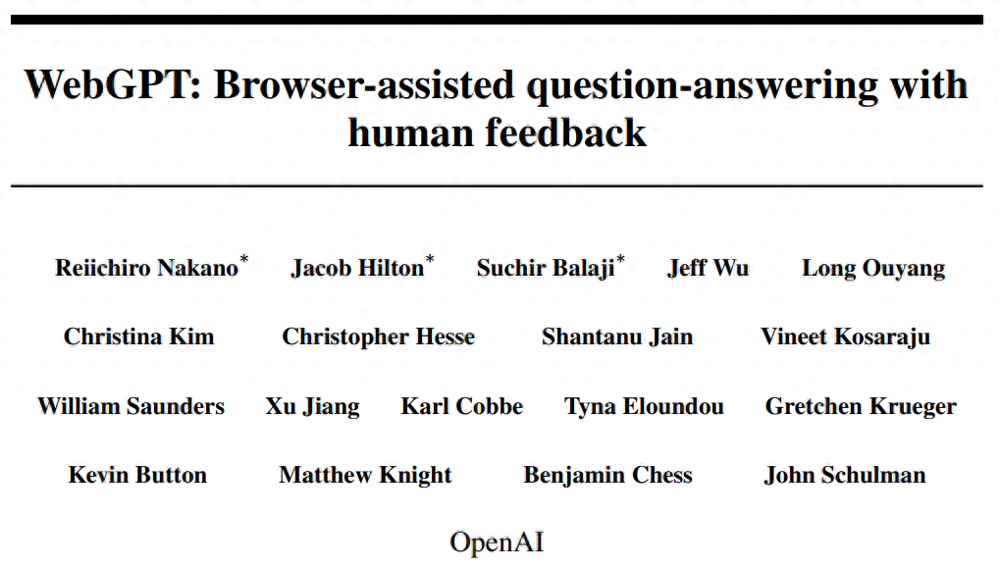 WebGPT: Browser-assisted question-answering with
human feedback
Reiichiro Nakano* Jacob Hilton* Suchir Balaji* Jeff Wu Long Ouyang
Christina Kim Christopher Hesse Shantanu Jain Vineet Kosaraju
William Saunders Xu Jiang Karl Cobbe Tyna Eloundou Gretchen Krueger
Kevin Button Matthew Knight Benjamin Chess John Schulman
OpenAI